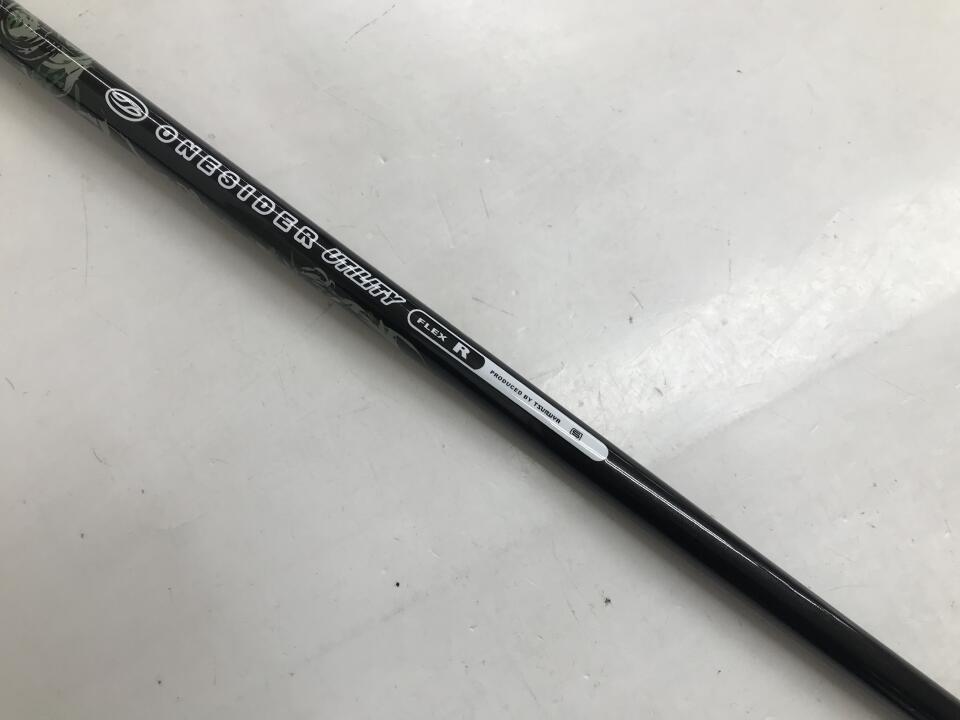 ONESIDER UTILITY FLEX R PRODUCED BY TSURUYA